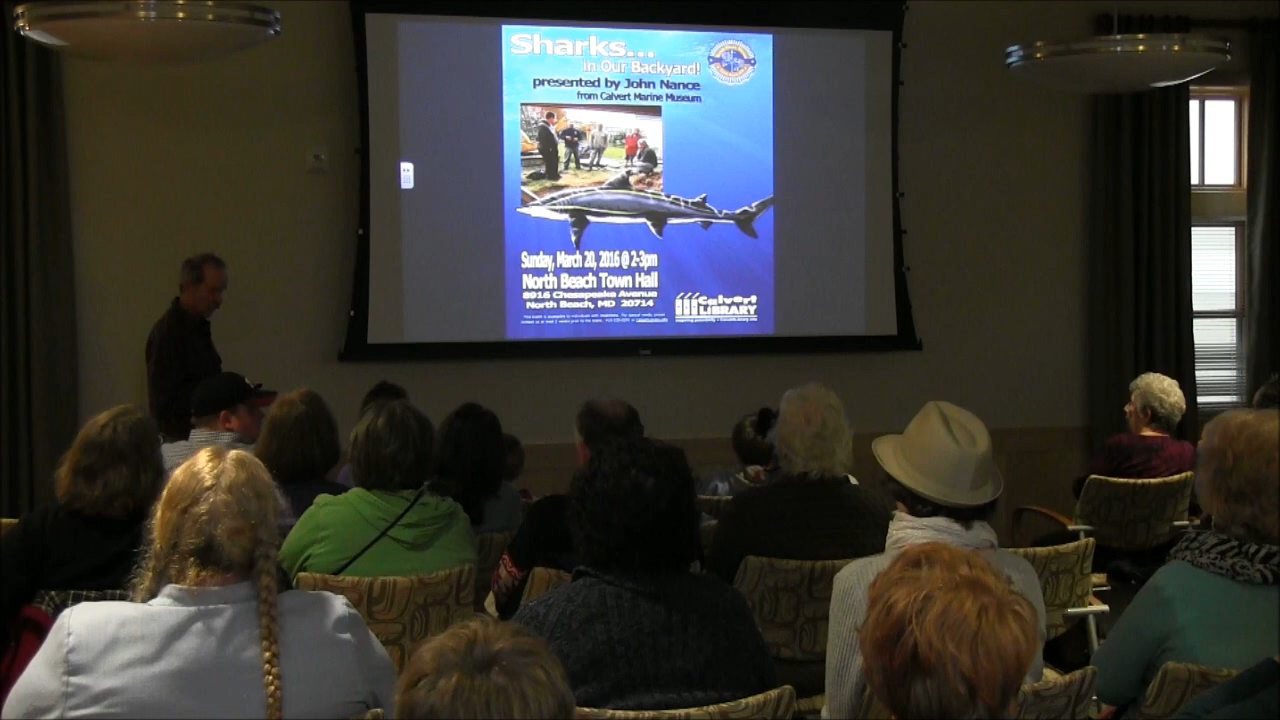 Sharks...
in Our Backyard!
presented by John Nance
from Calvert Marine Museum
Sunday, March 20, 2016 @ 2-3pm
North Beach Town Hall
8916 Chesapeake Avenue
North Beach, MD 20714
Calvert
LIBRARY